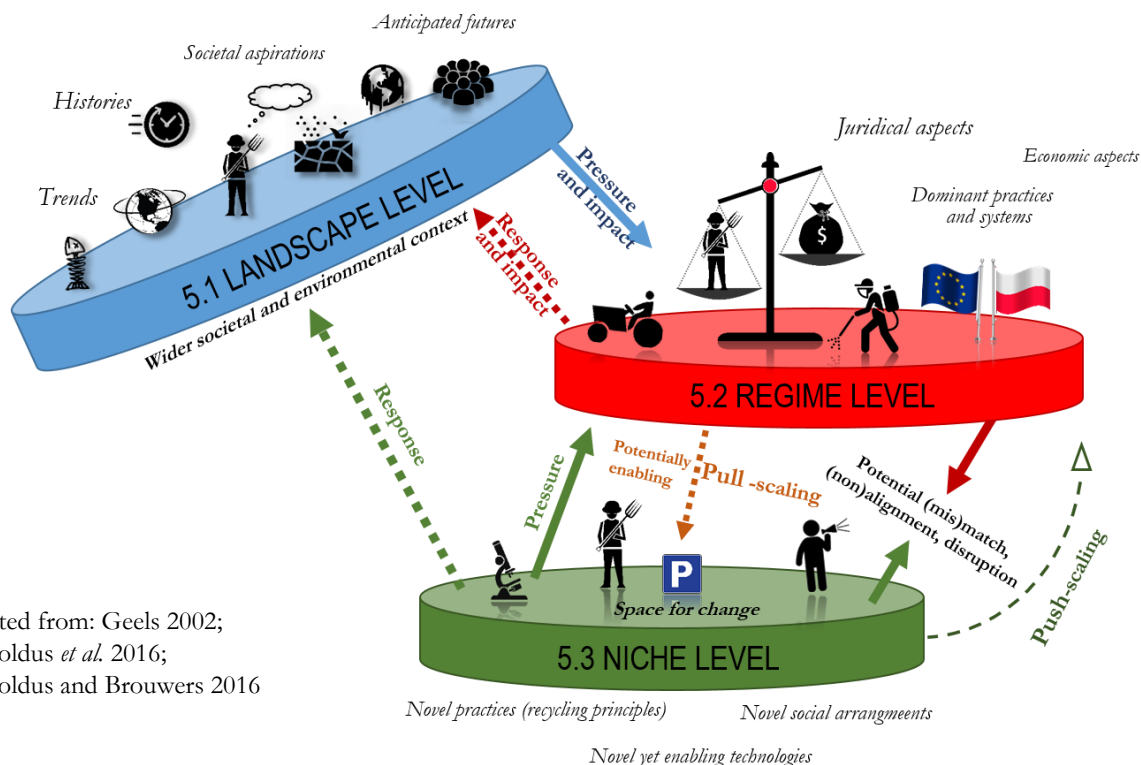 Anticipated futures
Societal aspirations
Histories
Trends
5.1 LANDSCAPE LEVEL
Wider societal and environmental context
Pressure
and impact
Response
and impact
Juridical aspects
Economic aspects
Dominant practices
and systems
$
5.2 REGIME LEVEL
Response
Pressure
Potentially
enabling
Pull -scaling
Potential (mis)match,
(non)alignment, disruption
Push-scaling
P
Space for change
5.3 NICHE LEVEL
ted from: Geels 2002;
oldus et al. 2016;
oldus and Brouwers 2016
Novel practices (recycling principles)
Novel social arrangmeents
Novel yet enabling technologies